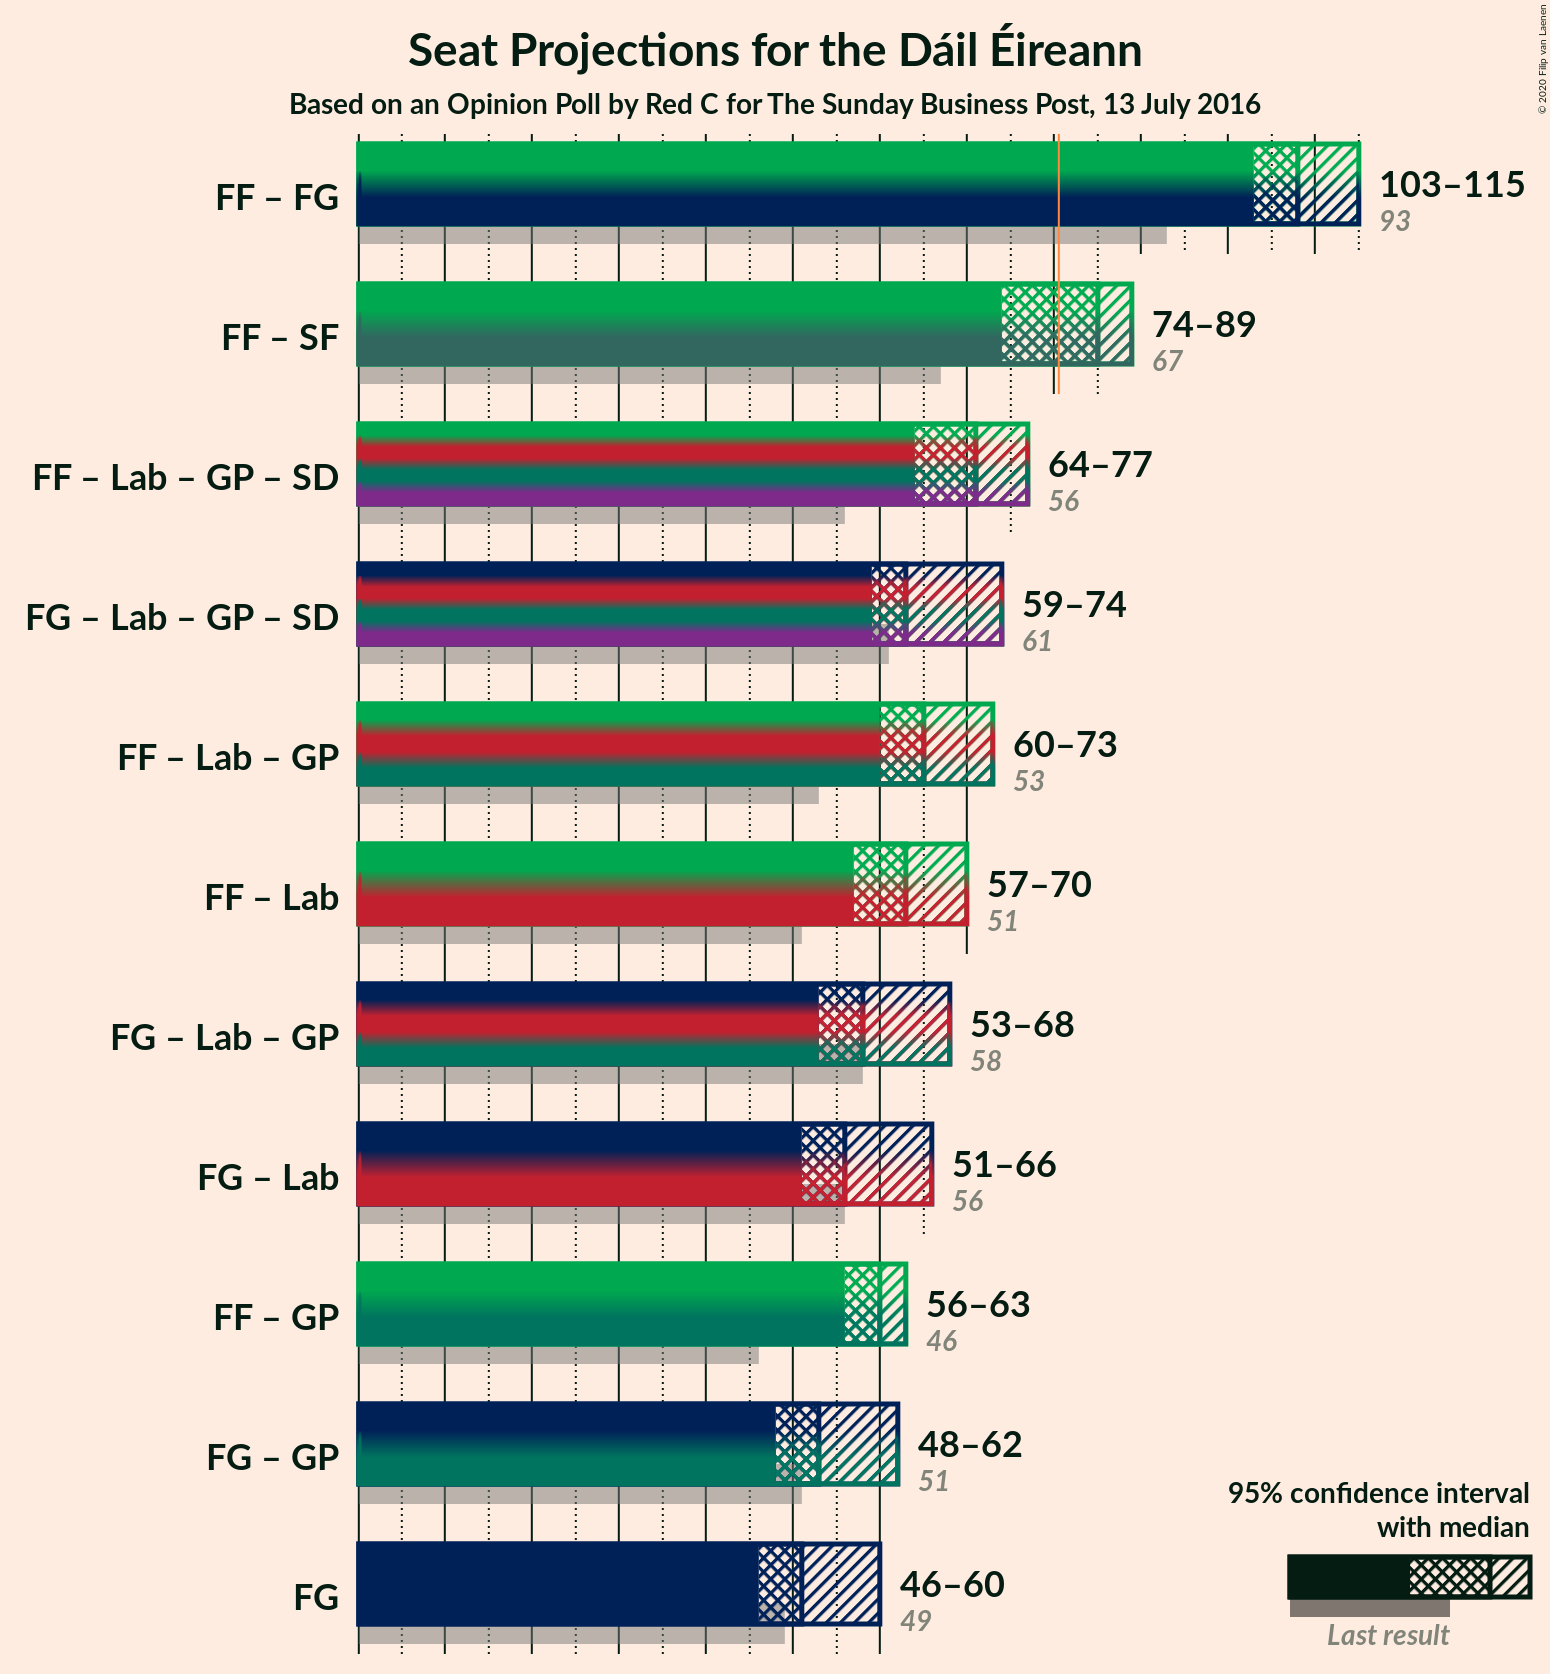 Seat Projections for the Dáil Éireann
Based on an Opinion Poll by Red C for The Sunday Business Post, 13 July 2016
© 2020 Filip van Laenen
FF – FG
103–115
93
FF – SF
74–89
67
FF – Lab – GP – SD
64–77
56
FG – Lab – GP – SD
59–74
61
FF – Lab – GP
60–73
53
FF – Lab
57–70
51
FG – Lab – GP
53–68
58
FG – Lab
51–66
56
FF – GP
56–63
46
FG – GP
48–62
51
FG
46–60
49
95% confidence interval
with median
Last result